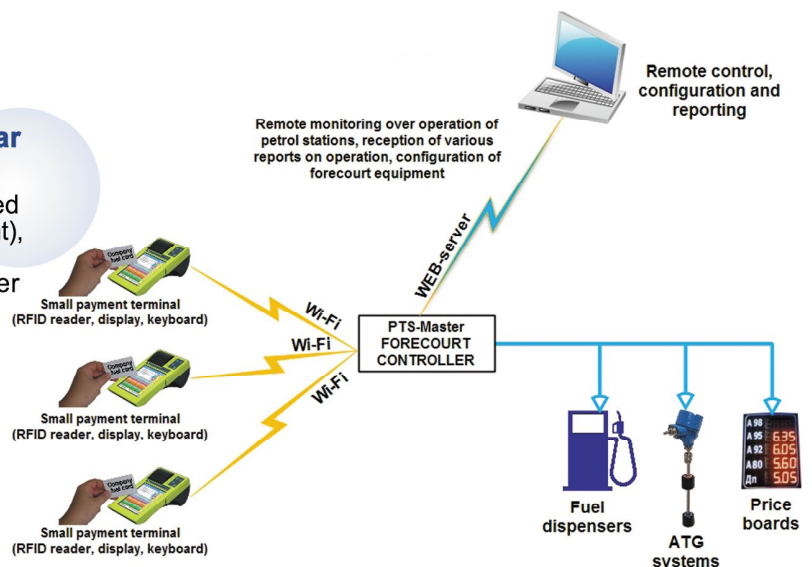 ar
ed
t),
er
Remote control,
configuration and
reporting
Remote monitoring over operation of
petrol stations, reception of various
reports on operation, configuration of
forecourt equipment
WEB-server
Company
fuel card
Small payment terminal
(RFID reader, display, keyboard)
Wi-Fi
Company
fuel card
Small payment terminal
(RFID reader, display, keyboard)
Wi-Fi
Company
fuel card
Small payment terminal
(RFID reader, display, keyboard)
Wi-Fi
PTS-Master
FORECOURT
CONTROLLER
Fuel
dispensers
ATG
systems
А 98
А 95 6.35
А 92 6.05
А 80 5.60
Дп 5.05
Price
boards